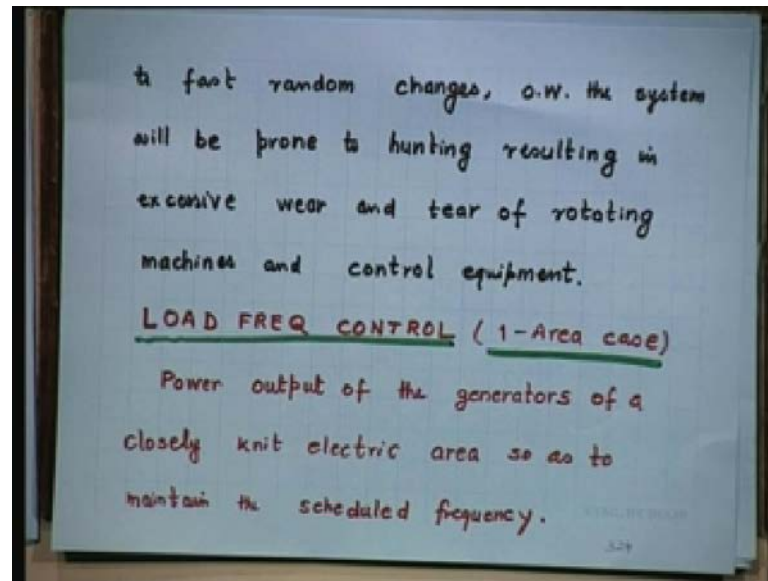 to fast random changes, o.w. the system
will be prone to hunting resulting in
excessive wear and tear of rotating
machines and control equipment.
LOAD FREQ CONTROL (1-Area case)
Power output of the generators of a
closely knit electric area so as to
maintain the scheduled frequency.